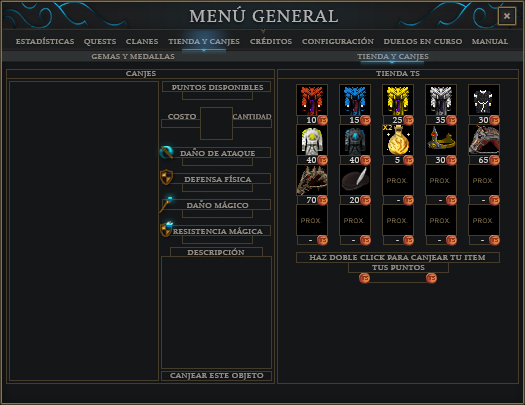 MENÚ GENERAL
ESTADÍSTICAS QUESTS CLANES TIENDA Y CANJES CRÉDITOS CONFIGURACIÓN DUELOS EN CURSO MANUAL
GEMAS Y MEDALLAS TIENDA Y CANJES
CANJES
PUNTOS DISPONIBLES
COSTO CANTIDAD
DAÑO DE ATAQUE
DEFENSA FÍSICA
DAÑO MÁGICO
RESISTENCIA MÁGICA
DESCRIPCIÓN
CANJEAR ESTE OBJETO
TIENDA TS
10 15 25 35 30
X2
40 40 5 30 65
PROX PROX PROX
70 20 - - -
PROX PROX PROX PROX PROX
- - - - -
HAZ DOBLE CLICK PARA CANJEAR TU ITEM
TUS PUNTOS